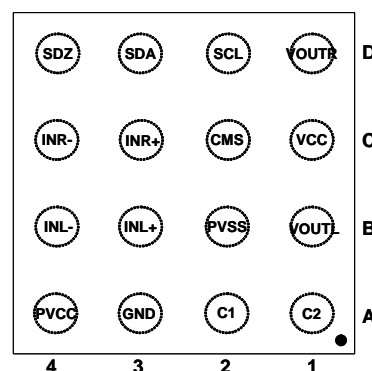 SDZ SDA SCL VOUTR D
INR- INR+ CMS VCC C
INL- INL+ PVSS VOUTL B
PVCC GND C1 C2 A
4 3 2 1